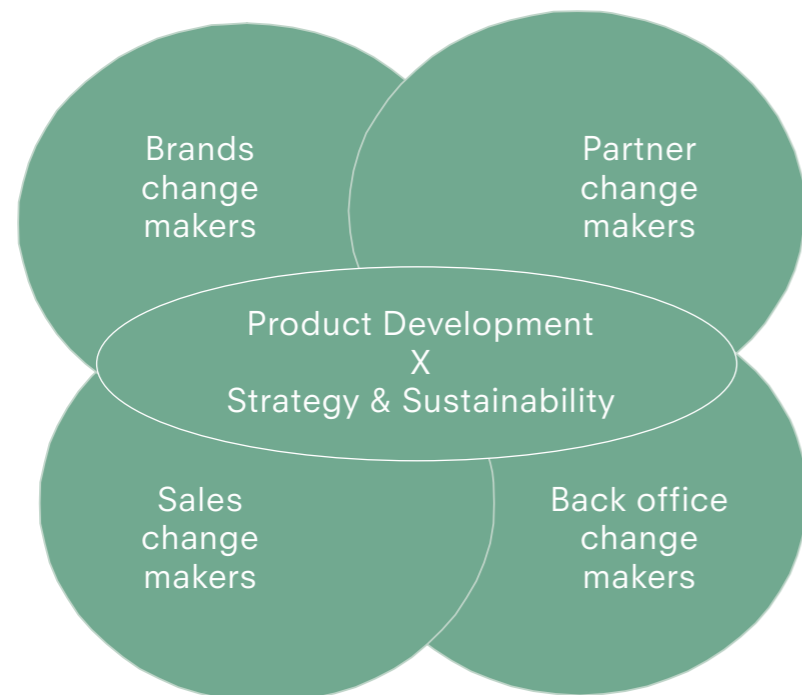 Brands
change
makers
Partner
change
makers
Product Development
X
Strategy & Sustainability
Sales
change
makers
Back office
change
makers